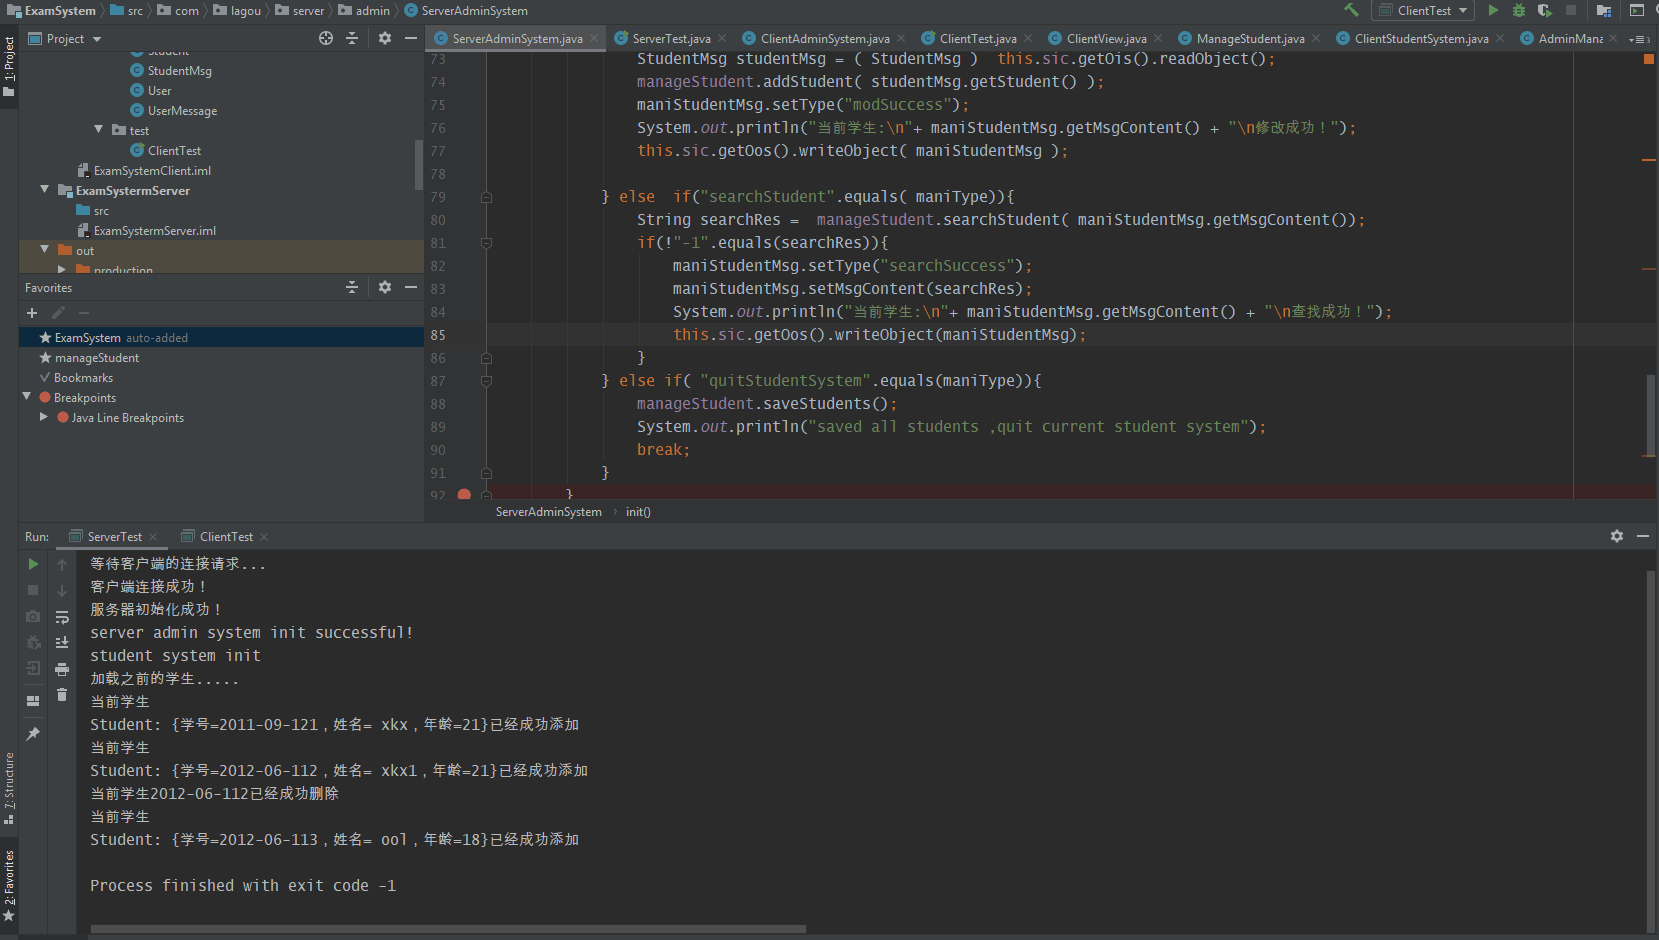 ExamSystem src com lagou server admin ServerAdminSystem
ClientTest
1: Project
Project
ServerAdminSystem.java ServerTest.java ClientAdminSystem.java ClientTest.java ClientView.java ManageStudent.java ClientStudentSystem.java AdminMana
Student
StudentMsg
User
UserMessage
test
ClientTest
ExamSystemClient.iml
ExamSystermServer
src
ExamSystermServer.iml
out
production
Favorites
ExamSystem auto-added
manageStudent
Bookmarks
Breakpoints
Java Line Breakpoints
73 StudentMsg studentMsg = ( StudentMsg )  this.sic.getOis().readObject();
74 manageStudent.addStudent( studentMsg.getStudent() );
75 maniStudentMsg.setType("modSuccess");
76 System.out.println("当前学生:\n"+ maniStudentMsg.getMsgContent() + "\n修改成功！");
77 this.sic.getOos().writeObject( maniStudentMsg );
78
79 } else  if("searchStudent".equals( maniType)){
80 String searchRes =  manageStudent.searchStudent( maniStudentMsg.getMsgContent());
81 if(!"-1".equals(searchRes)){
82 maniStudentMsg.setType("searchSuccess");
83 maniStudentMsg.setMsgContent(searchRes);
84 System.out.println("当前学生:\n"+ maniStudentMsg.getMsgContent() + "\n查找成功！");
85 this.sic.getOos().writeObject(maniStudentMsg);
86 }
87 } else if( "quitStudentSystem".equals(maniType)){
88 manageStudent.saveStudents();
89 System.out.println("saved all students ,quit current student system");
90 break;
91 }
92 }
ServerAdminSystem init()
Run: ServerTest ClientTest
等待客户端的连接请求...
客户端连接成功！
服务器初始化成功！
server admin system init successful!
student system init
加载之前的学生.....
当前学生
Student: {学号=2011-09-121，姓名= xkx，年龄=21}已经成功添加
当前学生
Student: {学号=2012-06-112，姓名= xkx1，年龄=21}已经成功添加
当前学生2012-06-112已经成功删除
当前学生
Student: {学号=2012-06-113，姓名= ool，年龄=18}已经成功添加
Process finished with exit code -1
7: Structure
2: Favorites